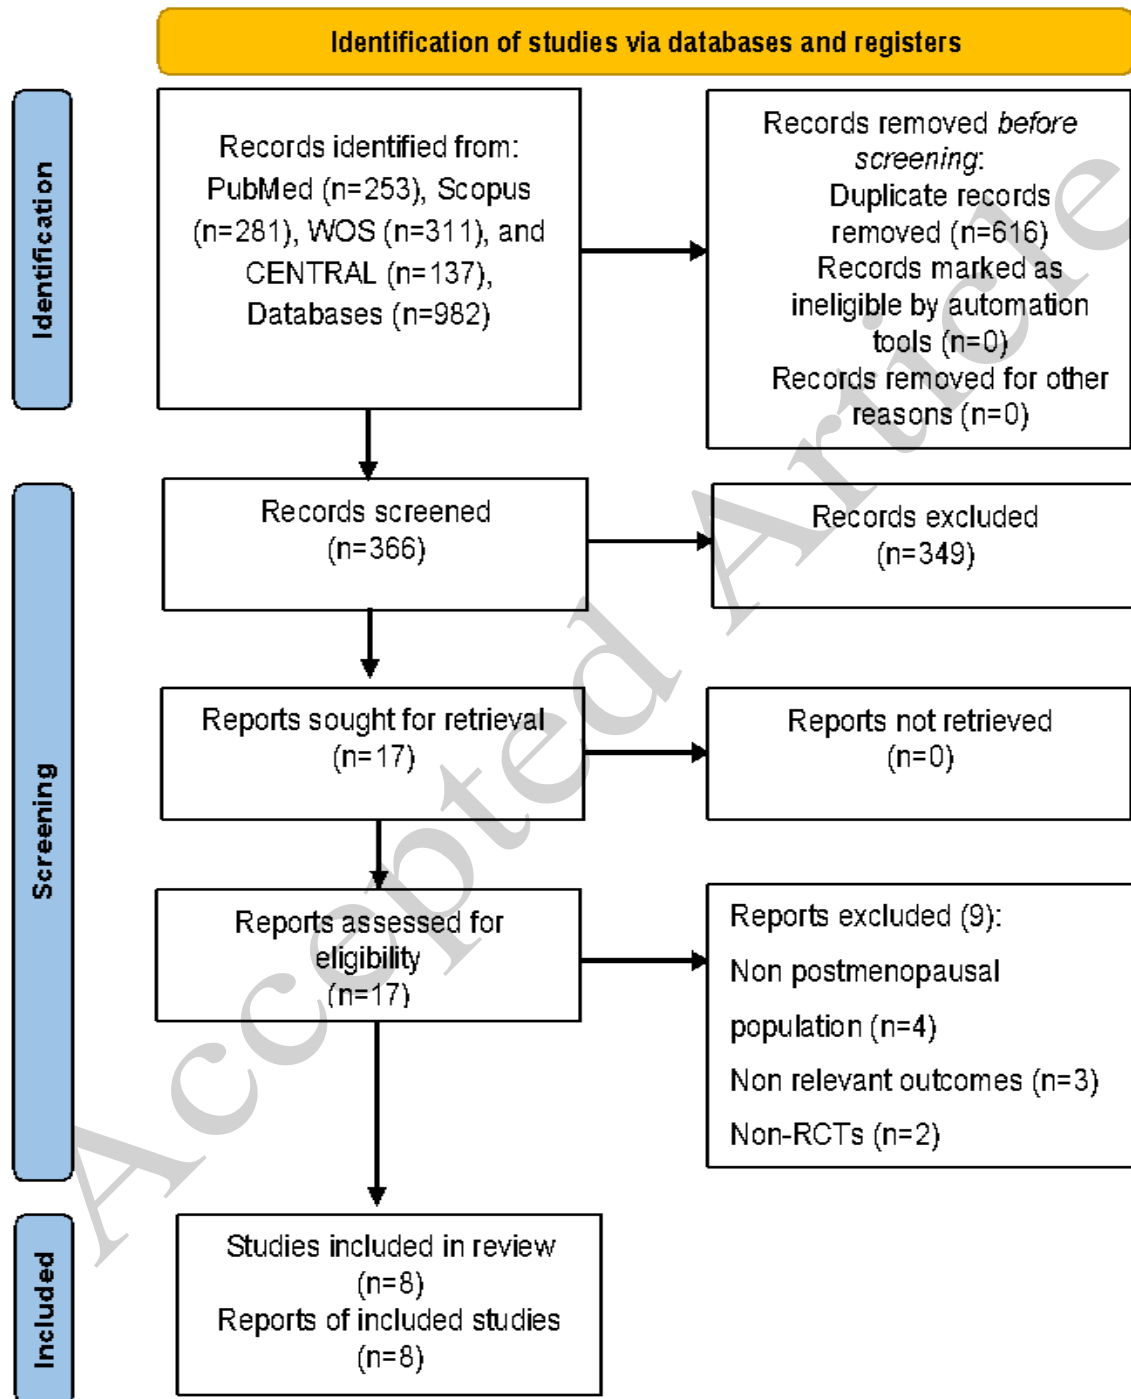 Identification of studies via databases and registers
Identification
Records identified from:
PubMed (n=253), Scopus
(n=281), WOS (n=311), and
CENTRAL (n=137),
Databases (n=982)
Records removed before
screening:
Duplicate records
removed (n=616)
Records marked as
ineligible by automation
tools (n=0)
Records removed for other
reasons (n=0)
Screening
Records screened
(n=366)
Records excluded
(n=349)
Reports sought for retrieval
(n=17)
Reports not retrieved
(n=0)
Reports assessed for
eligibility
(n=17)
Reports excluded (9):
Non postmenopausal
population (n=4)
Non relevant outcomes (n=3)
Non-RCTs (n=2)
Included
Studies included in review
(n=8)
Reports of included studies
(n=8)
Accepted Article